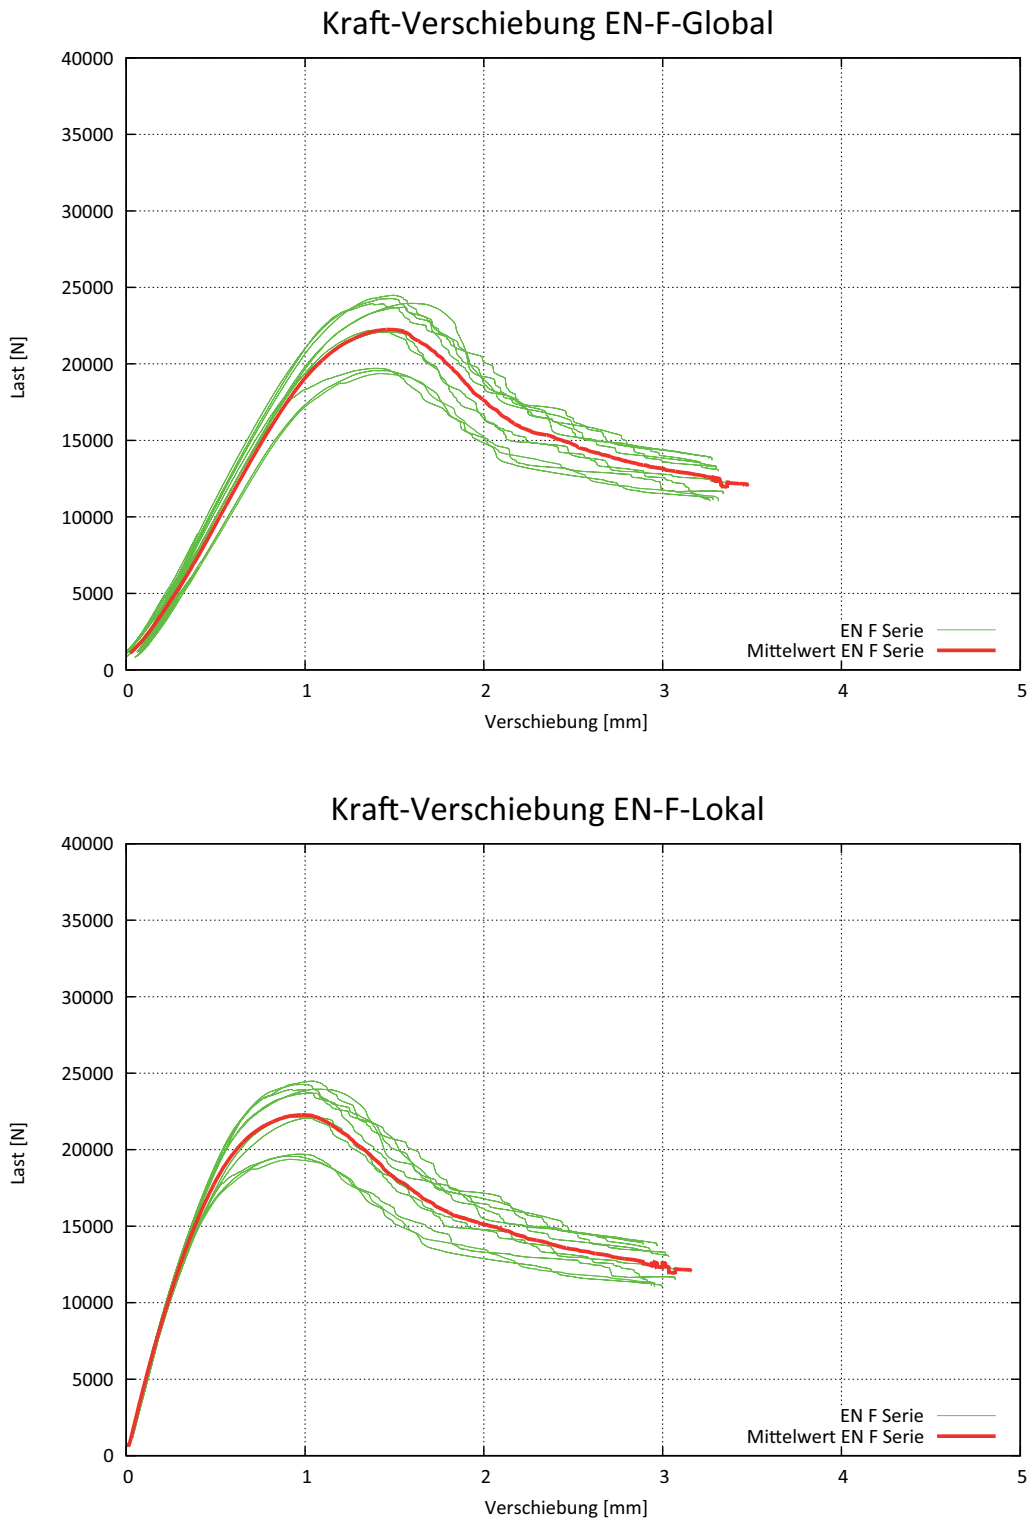 Kraft-Verschiebung EN-F-Global
40000
35000
30000
25000
20000
15000
10000
5000
0
Last [N]
EN F Serie
Mittelwert EN F Serie
0 1 2 3 4 5
Verschiebung [mm]
Kraft-Verschiebung EN-F-Lokal
40000
35000
30000
25000
20000
15000
10000
5000
0
Last [N]
EN F Serie
Mittelwert EN F Serie
0 1 2 3 4 5
Verschiebung [mm]